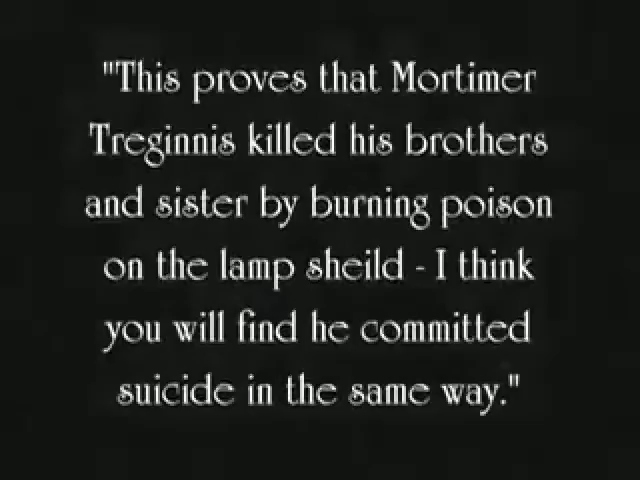 "This proves that Mortimer
Treginnis killed his brothers
and sister by burning poison
on the lamp sheild - I think
you will find he committed
suicide in the same way."